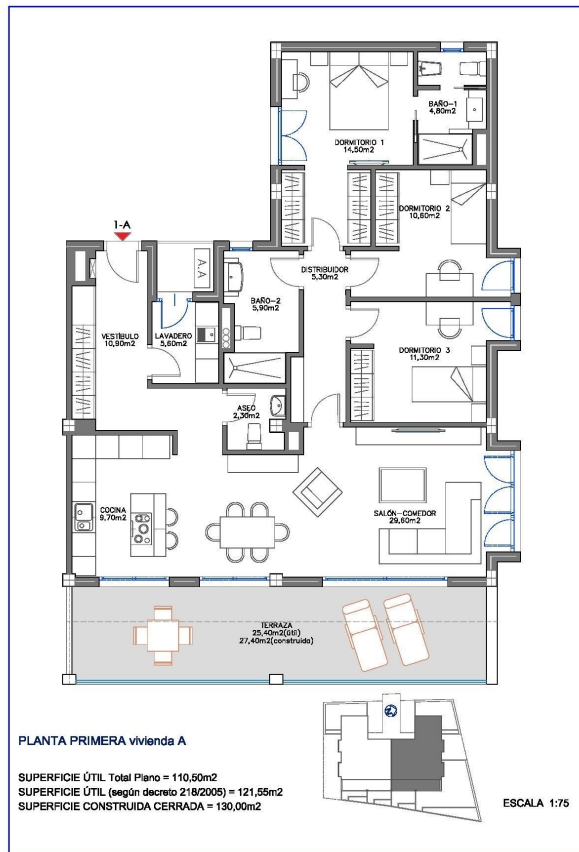 BAÑO-1
4,80m2
DORMITORIO 1
14,50m2
DORMITORIO 2
10,60m2
1-A
A.A
DISTRIBUIDOR
5,30m2
BAÑO-2
5,90m2
VESTÍBULO
10,90m2
LAVADERO
5,60m2
DORMITORIO 3
11,30m2
ASEO
2,30m2
COCINA
9,70m2
SALÓN-COMEDOR
29,60m2
TERRAZA
25,40m2(útil)
27,40m2(construido)
PLANTA PRIMERA vivienda A
SUPERFICIE ÚTIL Total Plano = 110,50m2
SUPERFICIE ÚTIL (según decreto 218/2005) = 121,55m2
SUPERFICIE CONSTRUIDA CERRADA = 130,00m2
ESCALA 1:75